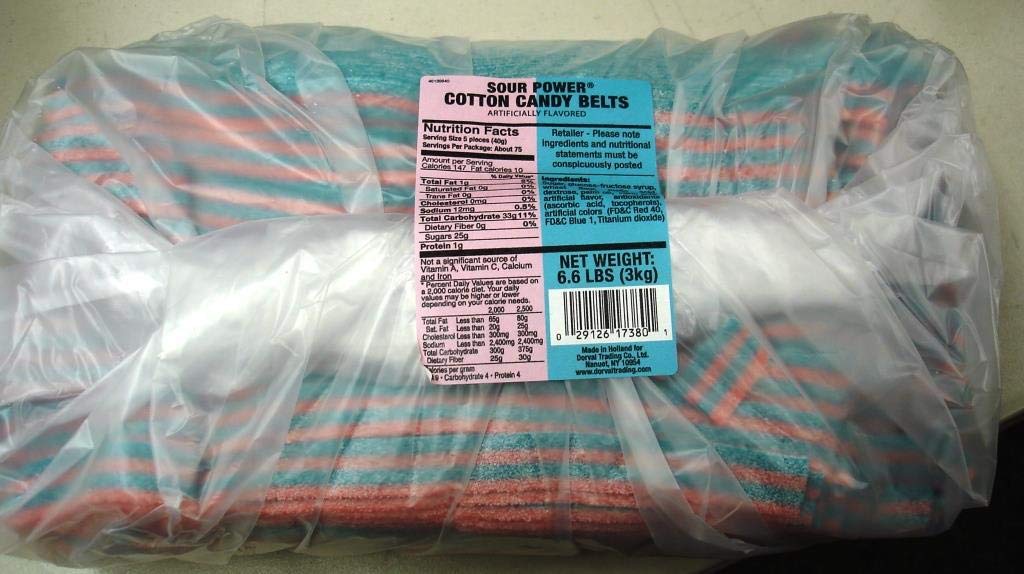 SOUR POWER®
COTTON CANDY BELTS
ARTIFICIALLY FLAVORED
Nutrition Facts
Serving Size 5 pieces (40g)
Servings Per Package: About 75
Amount per Serving
Calories 147 Fat calories 10
% Daily Value*
Total Fat 1g
Saturated Fat 0g 0%
Trans Fat 0g 0%
Cholesterol 0mg 0%
Sodium 12mg 0.5%
Total Carbohydrate 33g 11%
Dietary Fiber 0g 0%
Sugars 25g
Protein 1g
Not a significant source of
Vitamin A, Vitamin C, Calcium
and Iron
* Percent Daily Values are based on
a 2,000 calorie diet. Your daily
values may be higher or lower
depending on your calorie needs.
2,000 2,500
Total Fat Less than 65g 80g
Sat. Fat Less than 20g 25g
Cholesterol Less than 300mg 300mg
Sodium Less than 2,400mg 2,400mg
Total Carbohydrate 300g 375g
Dietary Fiber 25g 30g
per gram
• Carbohydrate 4 • Protein 4
Retailer - Please note
ingredients and nutritional
statements must be
conspicuously posted
Ingredients:
glucose-fructose syrup,
wheat
dextrose, palm
artificial flavor, antioxidants
(ascorbic acid, tocopherols),
artificial colors (FD&C Red 40,
FD&C Blue 1, Titanium dioxide)
NET WEIGHT:
6.6 LBS (3kg)
0 29126 17380 1
Made in Holland for
Dorval Trading Co., Ltd.
Nanuet, NY 10954
www.dorvaltrading.com